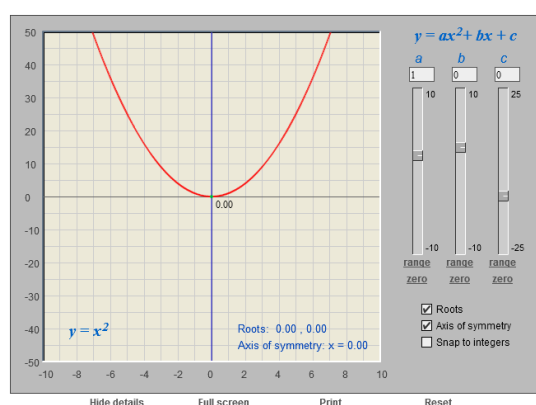 y = ax²+ bx + c
a b c
1 0 0
10 10 25
-10 -10 -25
range range range
zero zero zero
Roots
Axis of symmetry
Snap to integers
50
40
30
20
10
0
-10
-20
-30
-40
-50
0.00
y = x²
Roots: 0.00 , 0.00
Axis of symmetry: x = 0.00
-10 -8 -6 -4 -2 0 2 4 6 8 10
Hide details Full screen Print Reset